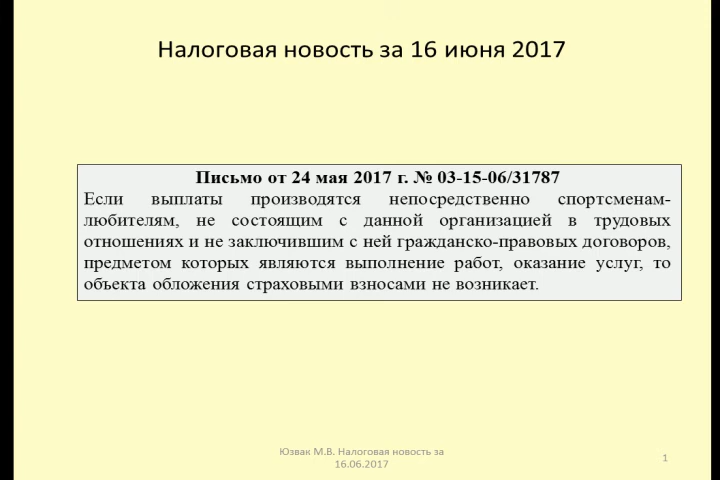 Налоговая новость за 16 июня 2017
Письмо от 24 мая 2017 г. № 03-15-06/31787
Если выплаты производятся непосредственно спортсменам-
любителям, не состоящим с данной организацией в трудовых
отношениях и не заключившим с ней гражданско-правовых договоров,
предметом которых являются выполнение работ, оказание услуг, то
объекта обложения страховыми взносами не возникает.
Юзвак М.В. Налоговая новость за
16.06.2017
1